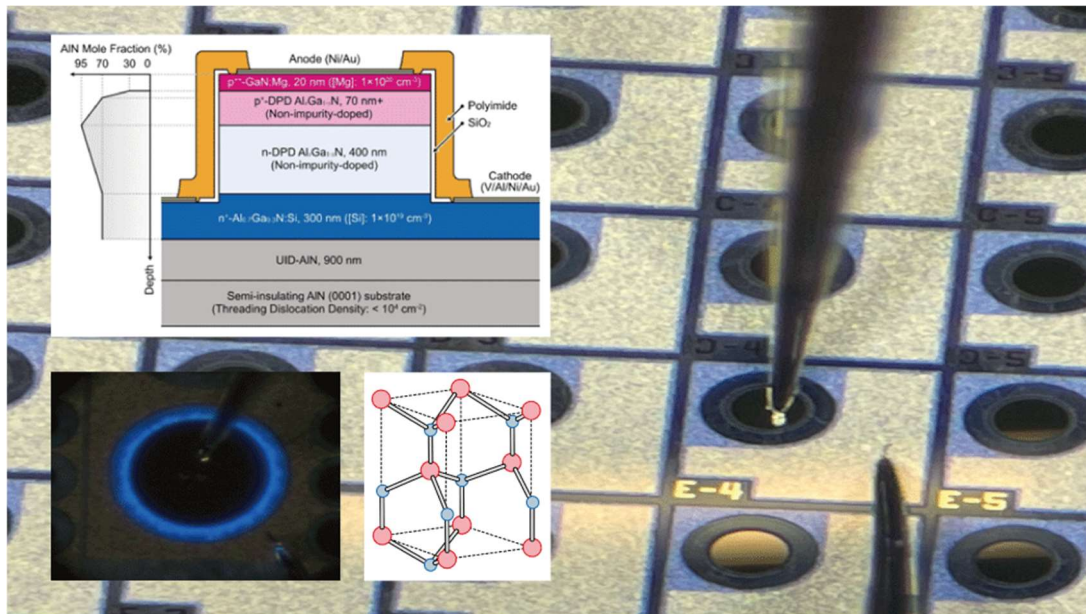 AlN Mole Fraction (%)
95 70 30 0
Depth
Anode (Ni/Au)
p⁺⁺-GaN:Mg, 20 nm ([Mg]: 1×10²⁰ cm⁻³)
p⁺-DPD AlₓGa₁₋ₓN, 70 nm+
(Non-impurity-doped)
n-DPD AlₓGa₁₋ₓN, 400 nm
(Non-impurity-doped)
Polyimide
SiO₂
Cathode
(V/Al/Ni/Au)
n⁺-Al₀.₇Ga₀.₃N:Si, 300 nm ([Si]: 1×10¹⁹ cm⁻³)
UID-AlN, 900 nm
Semi-insulating AlN (0001) substrate
(Threading Dislocation Density: < 10⁴ cm⁻²)
C-4
D-4
D-5
E-4
E-5